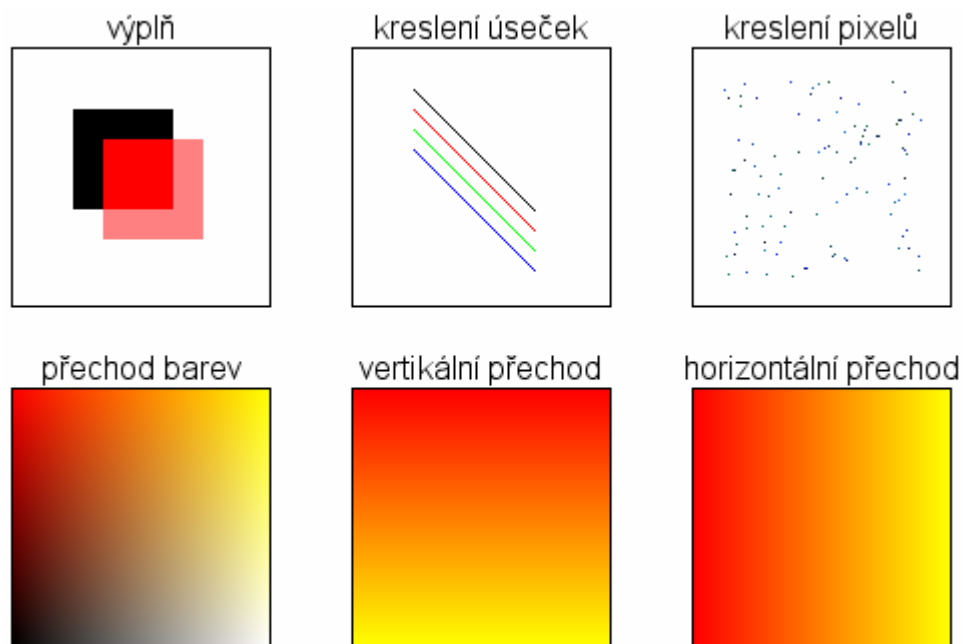 výplň
kreslení úseček
kreslení pixelů
přechod barev
vertikální přechod
horizontální přechod